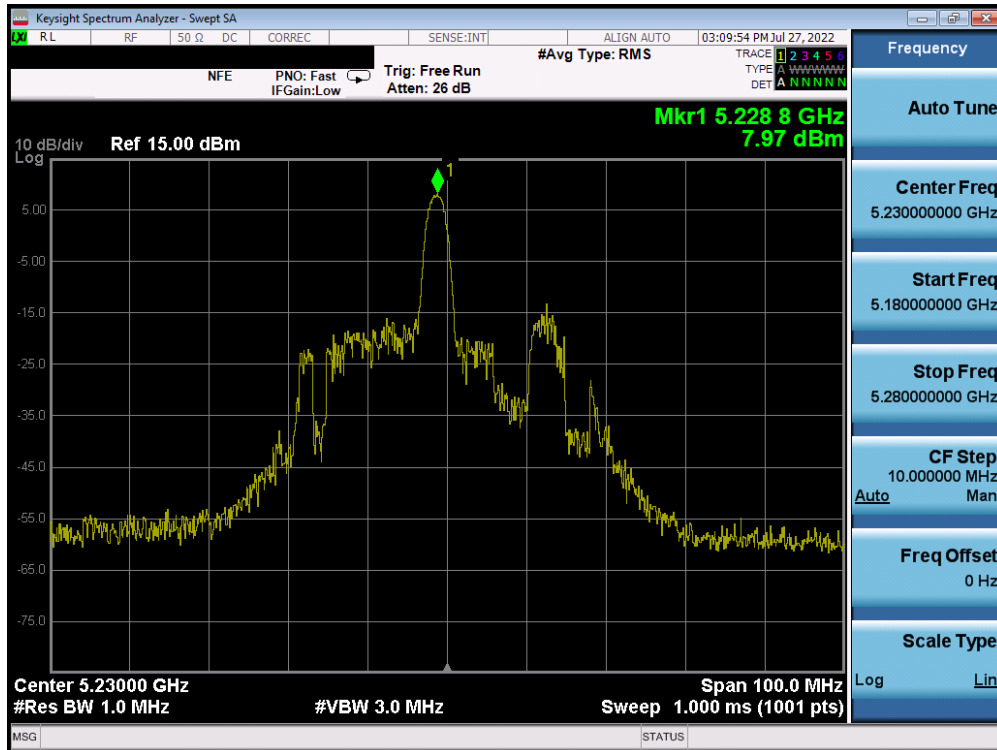 Keysight Spectrum Analyzer - Swept SA
LXI RL RF 50 Ω DC CORREC SENSE:INT ALIGN AUTO 03:09:54 PM Jul 27, 2022
Frequency
NFE PNO: Fast Trig: Free Run #Avg Type: RMS TRACE 1 2 3 4 5 6
IFGain:Low Atten: 26 dB TYPE A WWWWW
DET A N N N N N
Auto Tune
Mkr1 5.228 8 GHz
7.97 dBm
10 dB/div Ref 15.00 dBm
Log
1
5.00
-5.00
-15.0
-25.0
-35.0
-45.0
-55.0
-65.0
-75.0
Center 5.23000 GHz Span 100.0 MHz
#Res BW 1.0 MHz #VBW 3.0 MHz Sweep 1.000 ms (1001 pts)
Center Freq
5.230000000 GHz
Start Freq
5.180000000 GHz
Stop Freq
5.280000000 GHz
CF Step
10.000000 MHz
Auto Man
Freq Offset
0 Hz
Scale Type
Log Lin
MSG STATUS